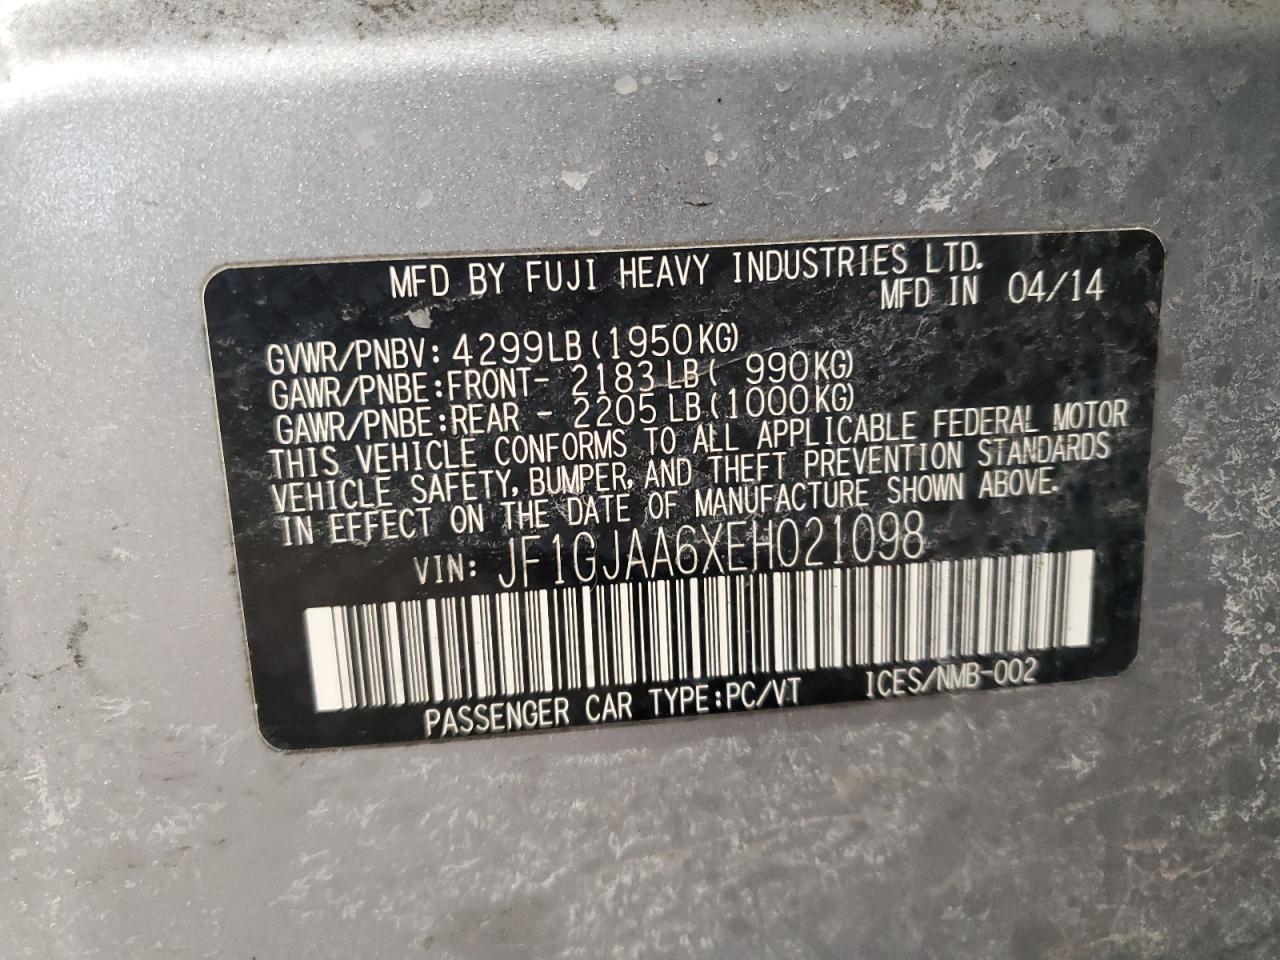 MFD BY FUJI HEAVY INDUSTRIES LTD.
MFD IN 04/14
GVWR/PNBV: 4299LB (1950KG)
GAWR/PNBE:FRONT- 2183 LB ( 990KG)
GAWR/PNBE:REAR - 2205 LB (1000KG)
THIS VEHICLE CONFORMS TO ALL APPLICABLE FEDERAL MOTOR
VEHICLE SAFETY, BUMPER, AND THEFT PREVENTION STANDARDS
IN EFFECT ON THE DATE OF MANUFACTURE SHOWN ABOVE.
VIN: JF1GJAA6XEH021098
PASSENGER CAR TYPE:PC/VT ICES/NMB-002